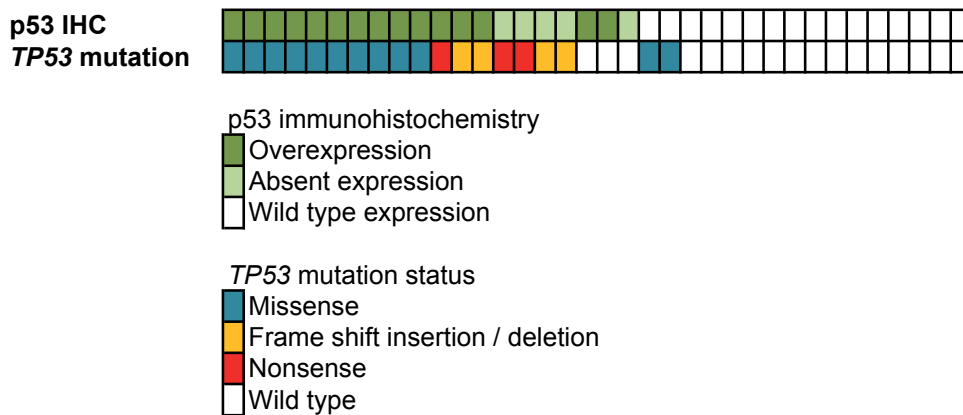 p53 IHC
TP53 mutation
p53 immunohistochemistry
Overexpression
Absent expression
Wild type expression
TP53 mutation status
Missense
Frame shift insertion / deletion
Nonsense
Wild type